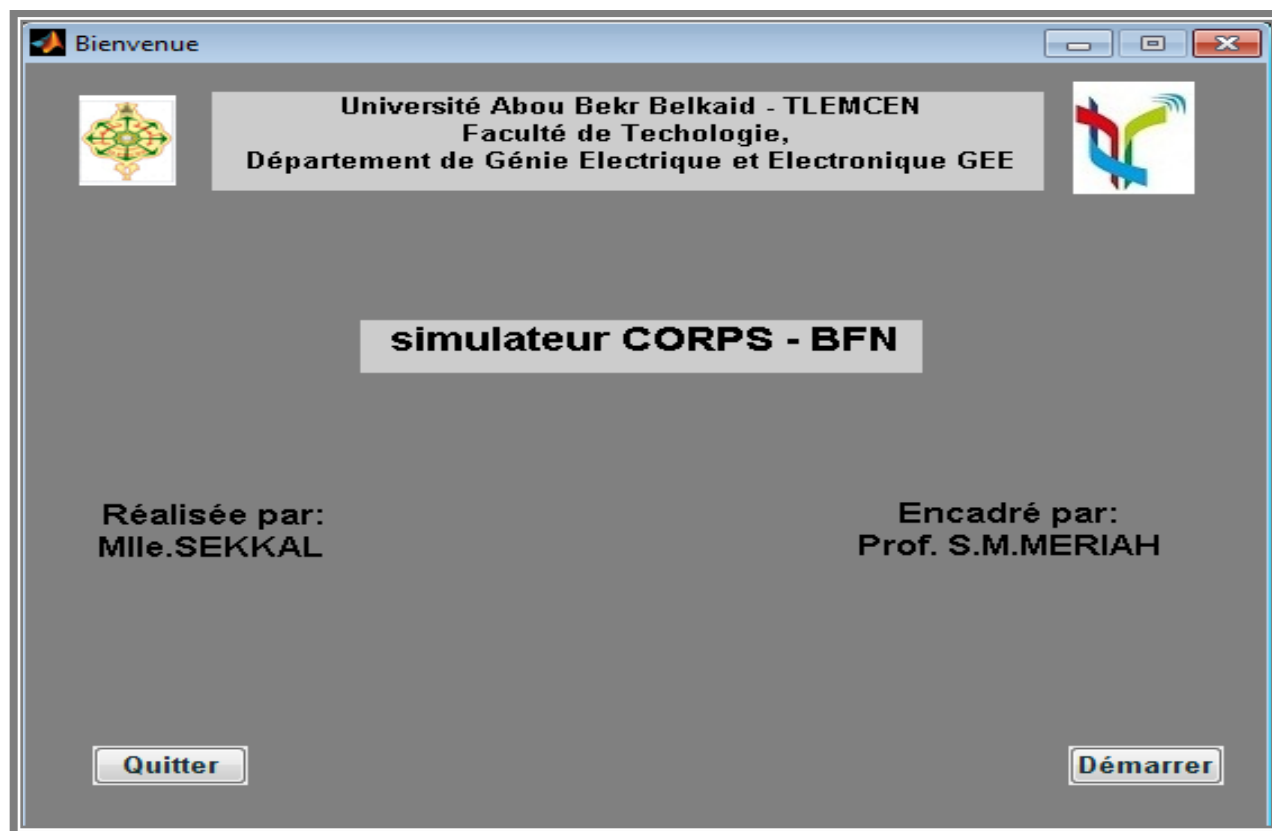 Bienvenue
Université Abou Bekr Belkaid - TLEMCEN
Faculté de Techologie,
Département de Génie Electrique et Electronique GEE
simulateur CORPS - BFN
Réalisée par:
Mlle.SEKKAL
Encadré par:
Prof. S.M.MERIAH
Quitter
Démarrer